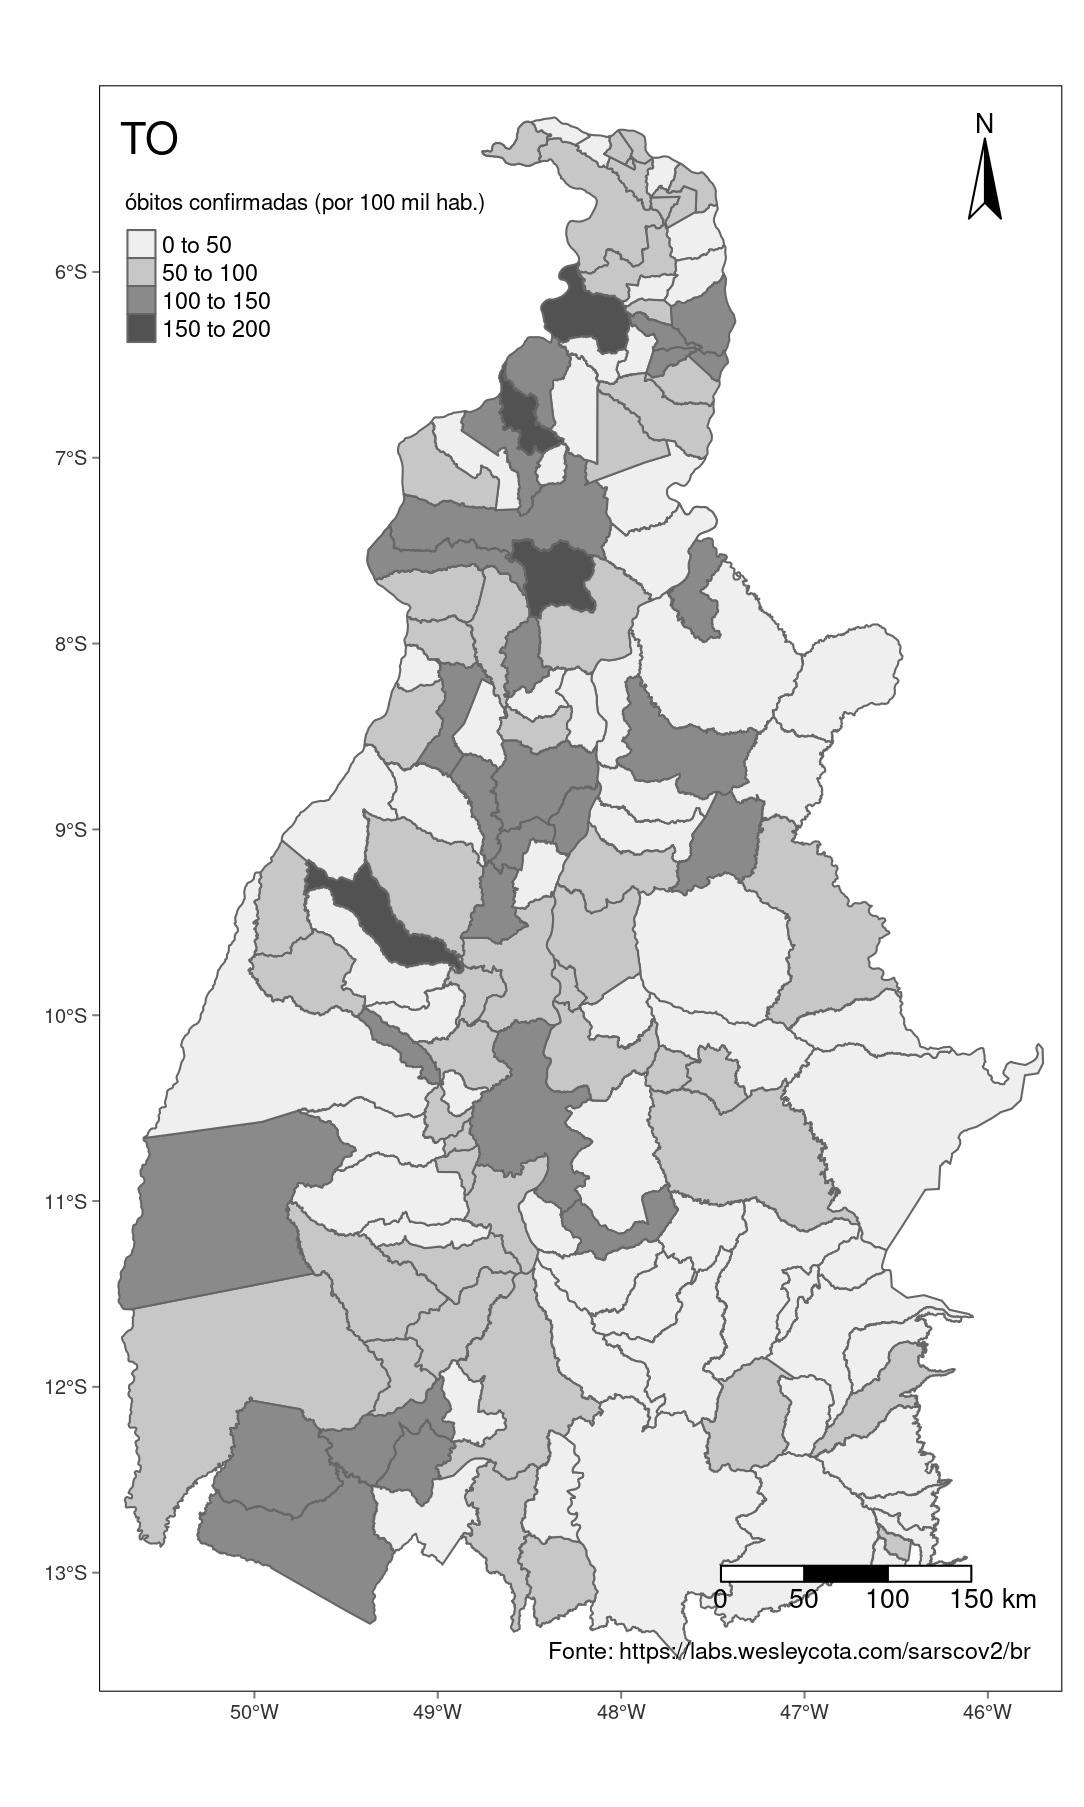 TO
N
óbitos confirmadas (por 100 mil hab.)
0 to 50
50 to 100
100 to 150
150 to 200
6°S
7°S
8°S
9°S
10°S
11°S
12°S
13°S
0 50 100 150 km
Fonte: https://labs.wesleycota.com/sarscov2/br
50°W 49°W 48°W 47°W 46°W